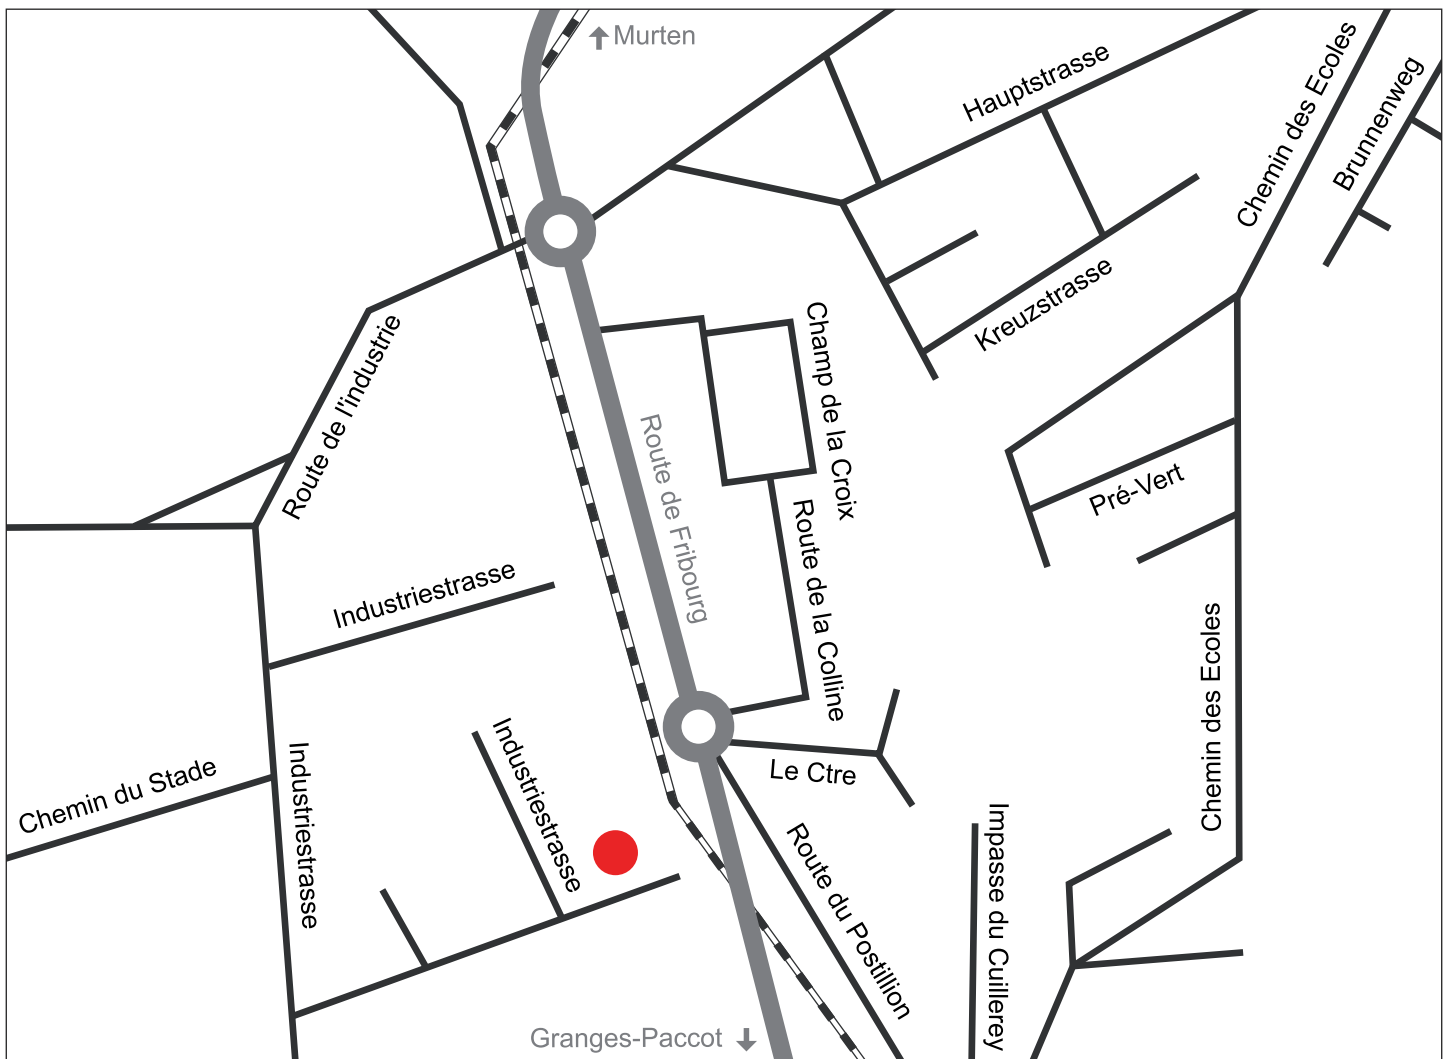 Murten
Hauptstrasse
Chemin des Ecoles
Brunnenweg
Kreuzstrasse
Route de l'industrie
Champ de la Croix
Route de Fribourg
Pré-Vert
Route de la Colline
Industriestrasse
Chemin des Ecoles
Industriestrasse
Industriestrasse
Chemin du Stade
Le Ctre
Impasse du Cuillerey
Route du Postillion
Granges-Paccot